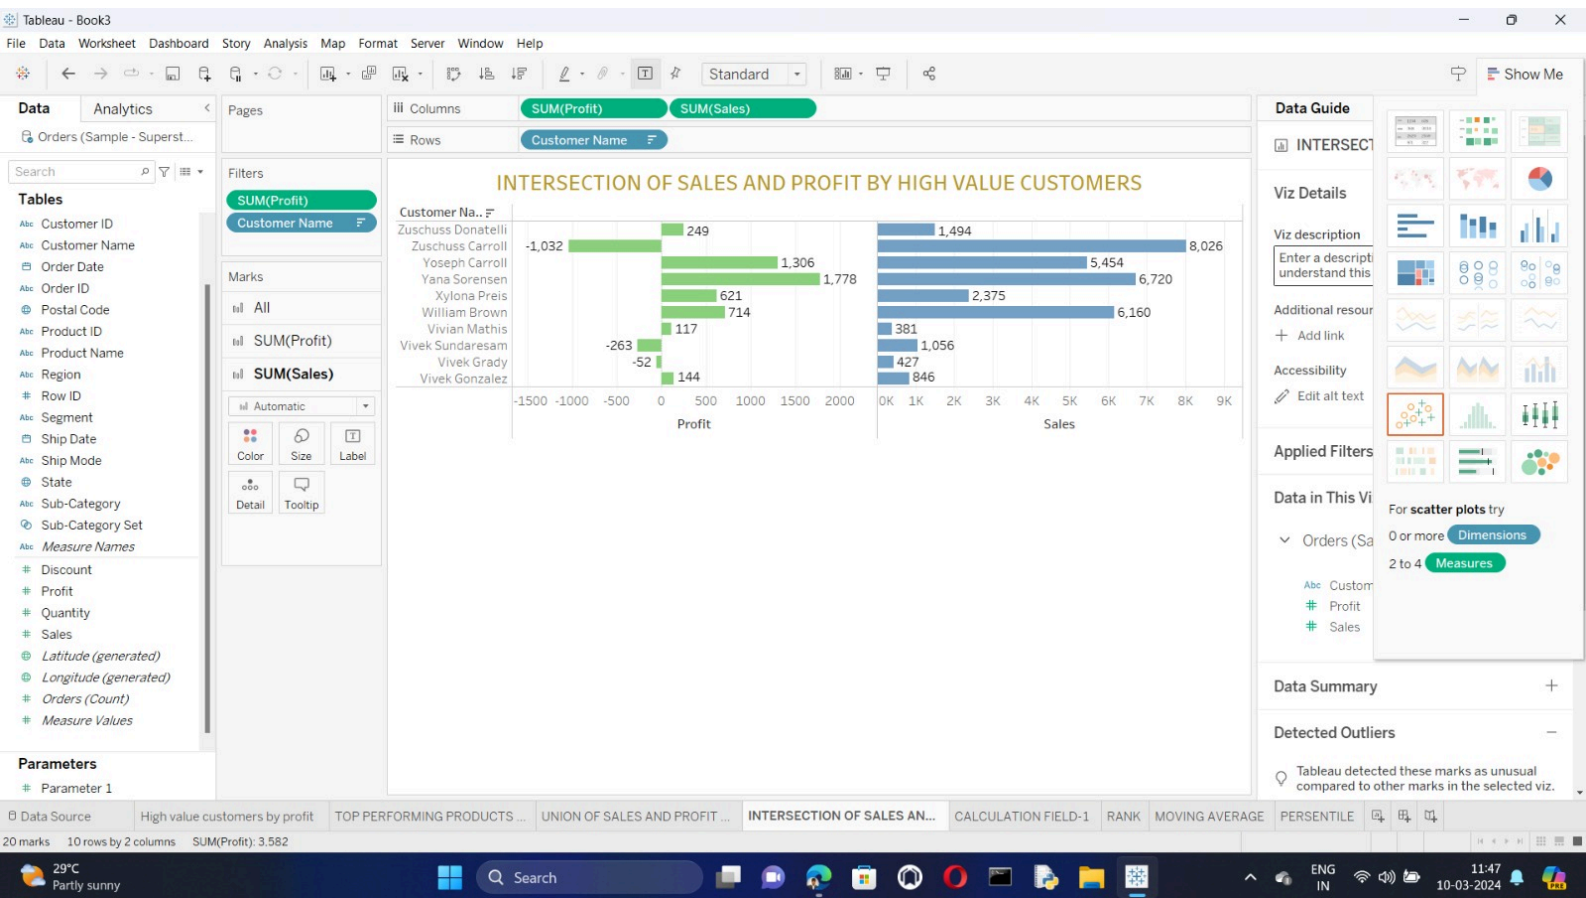 Tableau - Book3
File Data Worksheet Dashboard Story Analysis Map Format Server Window Help
Standard
Show Me
Data Analytics
Orders (Sample - Superst...
Search
Tables
Abc Customer ID
Abc Customer Name
Order Date
Abc Order ID
Postal Code
Abc Product ID
Abc Product Name
Abc Region
# Row ID
Abc Segment
Ship Date
Abc Ship Mode
State
Abc Sub-Category
Sub-Category Set
Abc Measure Names
# Discount
# Profit
# Quantity
# Sales
Latitude (generated)
Longitude (generated)
# Orders (Count)
# Measure Values
Parameters
# Parameter 1
Pages
Filters
SUM(Profit)
Customer Name
Marks
All
SUM(Profit)
SUM(Sales)
Automatic
Color Size Label
Detail Tooltip
Columns SUM(Profit) SUM(Sales)
Rows Customer Name
INTERSECTION OF SALES AND PROFIT BY HIGH VALUE CUSTOMERS
Customer Na..
Zuschuss Donatelli 249 1,494
Zuschuss Carroll -1,032 8,026
Yoseph Carroll 1,306 5,454
Yana Sorensen 1,778 6,720
Xylona Preis 621 2,375
William Brown 714 6,160
Vivian Mathis 117 381
Vivek Sundaresam -263 1,056
Vivek Grady -52 427
Vivek Gonzalez 144 846
-1500 -1000 -500 0 500 1000 1500 2000 0K 1K 2K 3K 4K 5K 6K 7K 8K 9K
Profit Sales
Data Guide
INTERSECT
Viz Details
Viz description
Enter a descripti
understand this
Additional resour
+ Add link
Accessibility
Edit alt text
Applied Filters
Data in This Vi
Orders (Sa
Abc Custom
# Profit
# Sales
For scatter plots try
0 or more Dimensions
2 to 4 Measures
Data Summary +
Detected Outliers −
Tableau detected these marks as unusual
compared to other marks in the selected viz.
Data Source High value customers by profit TOP PERFORMING PRODUCTS ... UNION OF SALES AND PROFIT ... INTERSECTION OF SALES AN... CALCULATION FIELD-1 RANK MOVING AVERAGE PERSENTILE
20 marks 10 rows by 2 columns SUM(Profit): 3,582
29°C
Partly sunny
Search
ENG
IN
11:47
10-03-2024
PRE